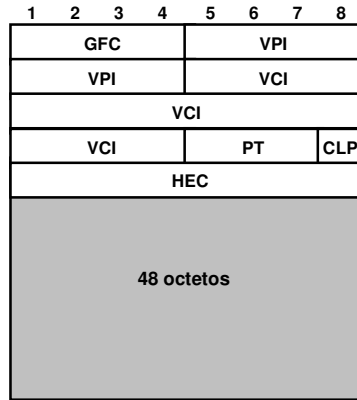 1 2 3 4 5 6 7 8
GFC VPI
VPI VCI
VCI
VCI PT CLP
HEC
48 octetos